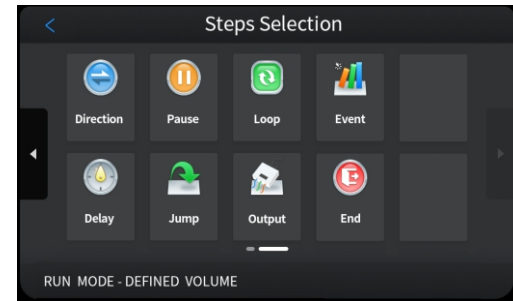 Steps Selection
Direction Pause Loop Event
Delay Jump Output End
RUN MODE - DEFINED VOLUME